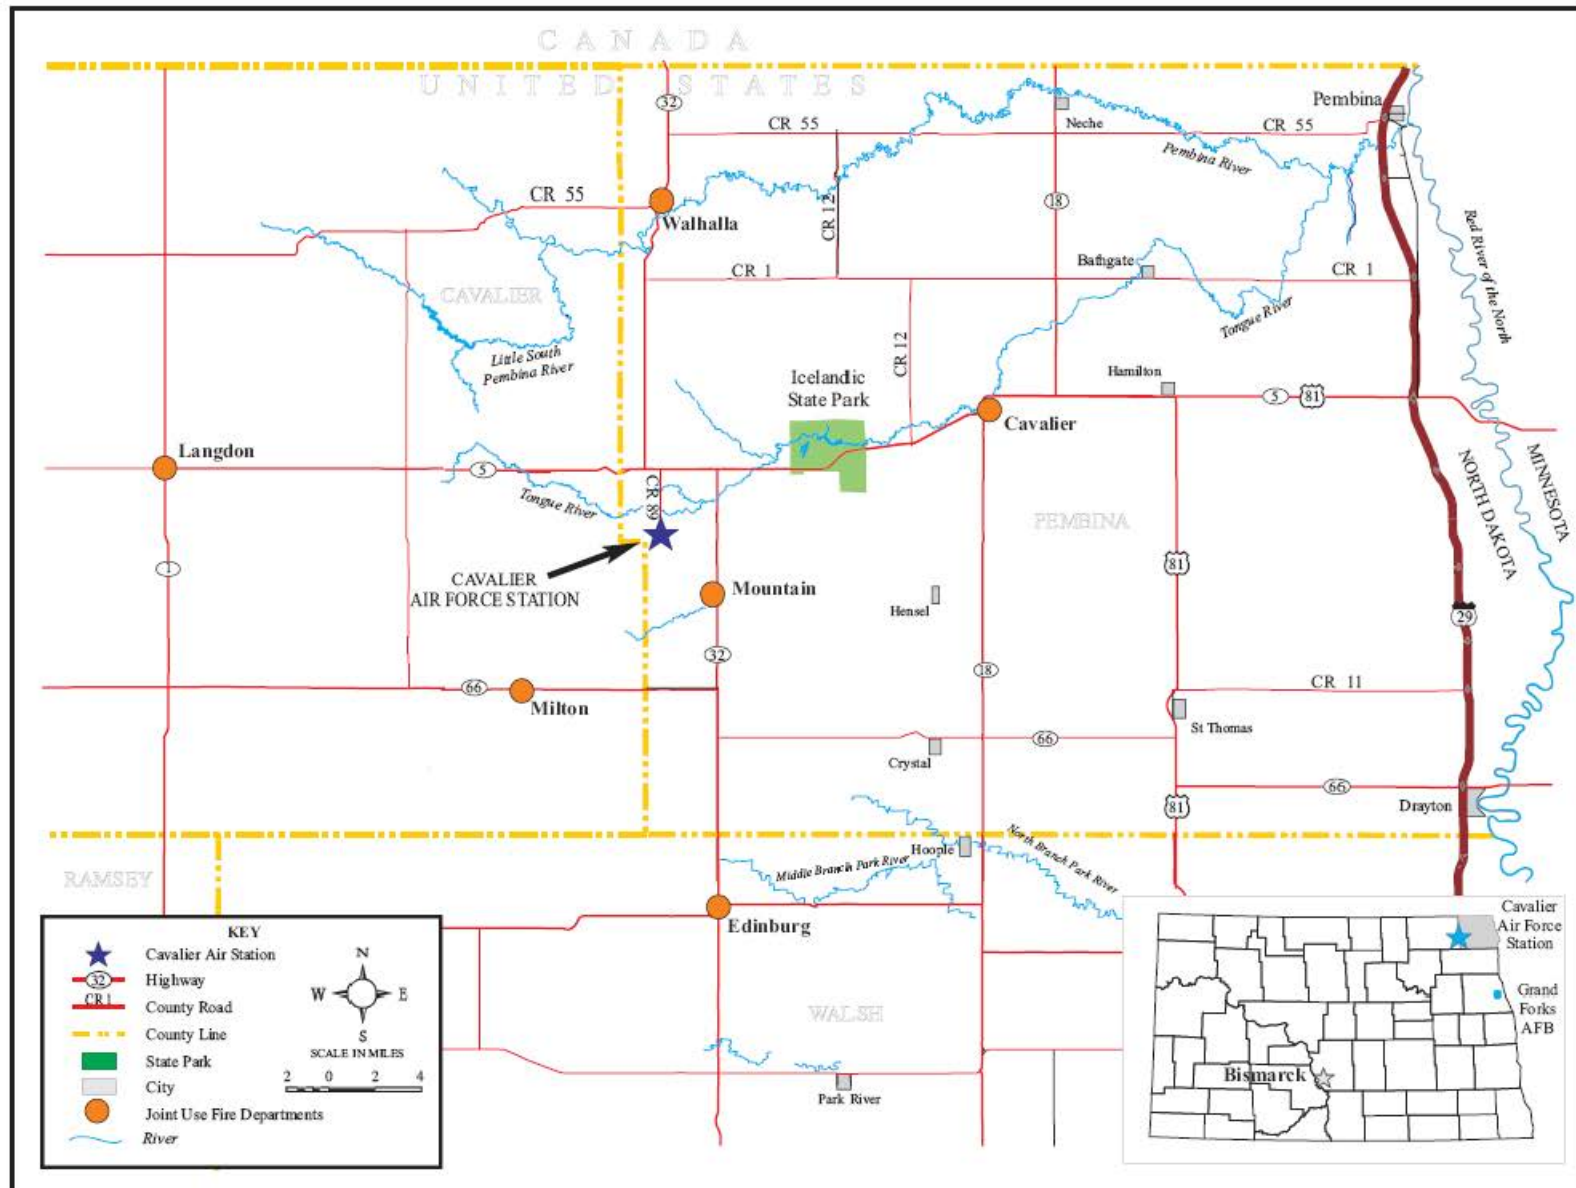 CANADA
UNITED STATES
32
CR 55
CR 55
Neche
Pembina
Pembina River
CR 55
Walhalla
CR 12
18
Red River of the North
CR 1
Bathgate
CR 1
CAVALIER
Tongue River
Little South
Pembina River
CR 12
Icelandic
State Park
Hamilton
5
81
Cavalier
Langdon
5
CR 89
Tongue River
MINNESOTA
NORTH DAKOTA
PEMBINA
1
CAVALIER
AIR FORCE STATION
Mountain
Hensel
81
29
32
18
66
Milton
CR 11
St Thomas
66
Crystal
66
81
Drayton
Hoople
North Branch Park River
Middle Branch Park River
RAMSEY
Edinburg
WALSH
Park River
KEY
Cavalier Air Station
32
Highway
CR 1
County Road
County Line
State Park
City
Joint Use Fire Departments
River
N
W
E
S
SCALE IN MILES
2 0 2 4
Cavalier
Air Force
Station
Grand
Forks
AFB
Bismarck